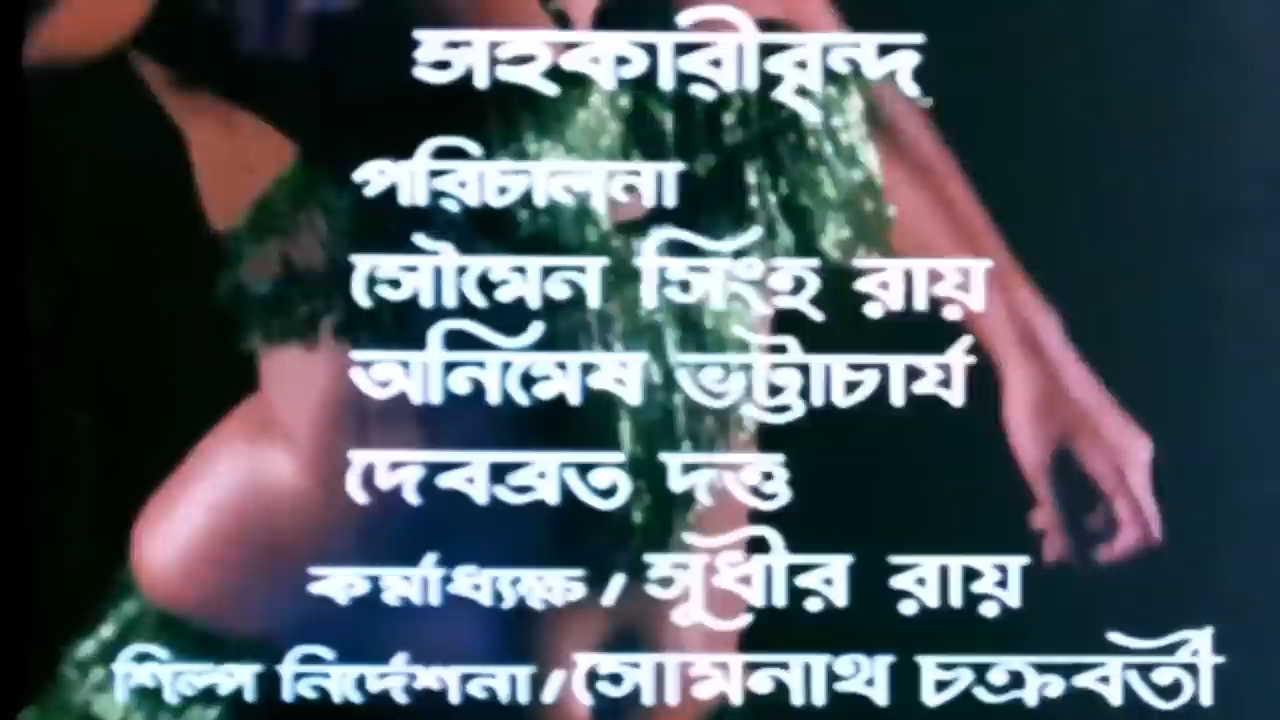 সহকারীবৃন্দ
পরিচালনা
সৌমেন সিংহ রায়
অনিমেষ ভট্টাচার্য
দেবব্রত দত্ত
কর্মাধ্যক্ষ / সুধীর রায়
শিল্প নির্দেশনা / সোমনাথ চক্রবর্তী